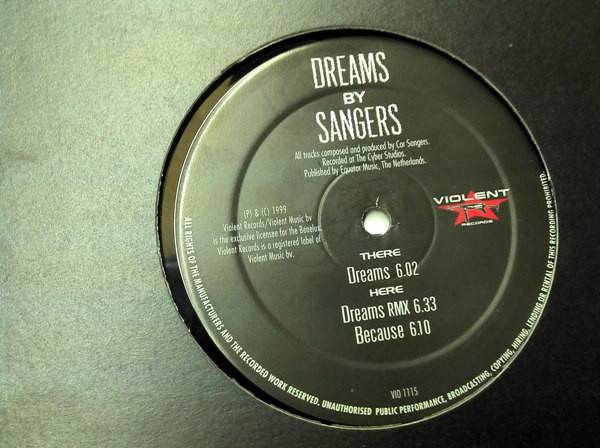 DREAMS
BY
SANGERS
All tracks composed and produced by Cor Sangers.
Recorded at The Cyber Studios.
Published by Equator Music, The Netherlands.
(P) & (C) 1999
Violent Records/Violent Music bv
is the exclusive licensee for the Benelux.
Violent Records is a registered label of
Violent Music bv.
VIOLENT
RECORDS
THERE
Dreams 6.02
HERE
Dreams RMX 6.33
Because 6.10
VIO 1115
ALL RIGHTS OF THE MANUFACTURERS AND THE RECORDED WORK RESERVED. UNAUTHORISED PUBLIC PERFORMANCE, BROADCASTING, COPYING, HIRING, LENDING OR RENTAL OF THIS RECORDING PROHIBITED.